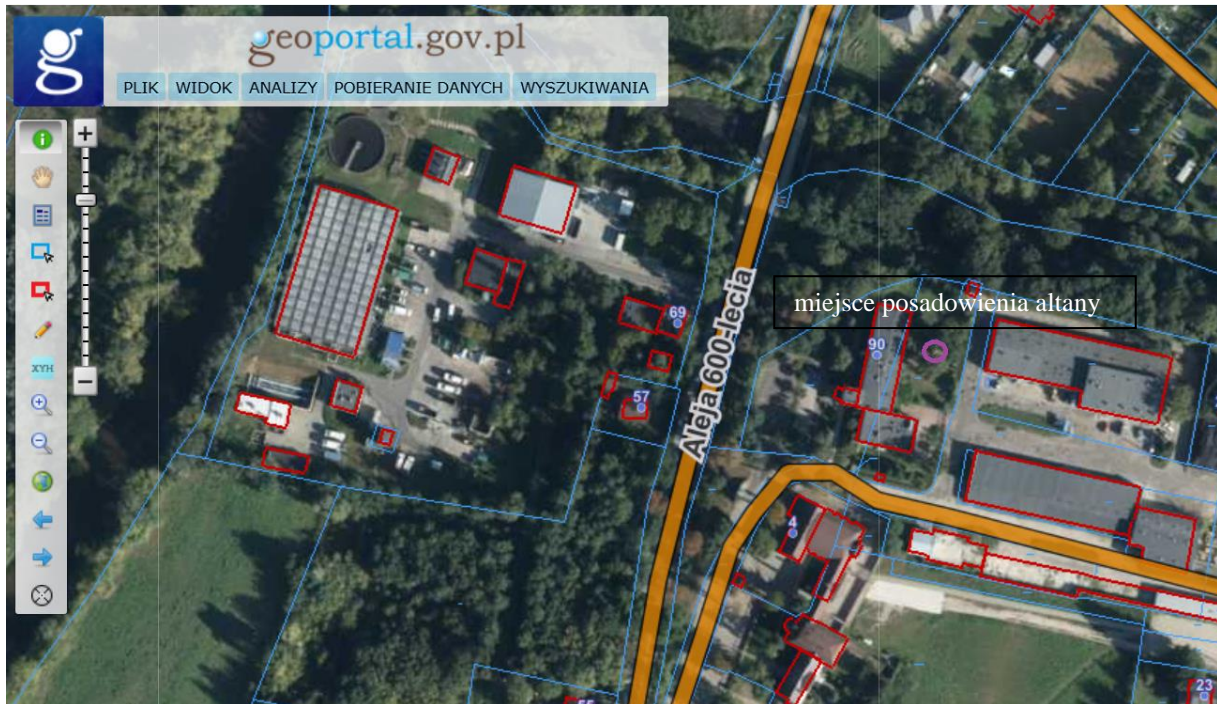 geoportal.gov.pl
PLIK WIDOK ANALIZY POBIERANIE DANYCH WYSZUKIWANIA
XYH
miejsce posadowienia altany
69
90
57
Aleja 600-lecia
4
23
55